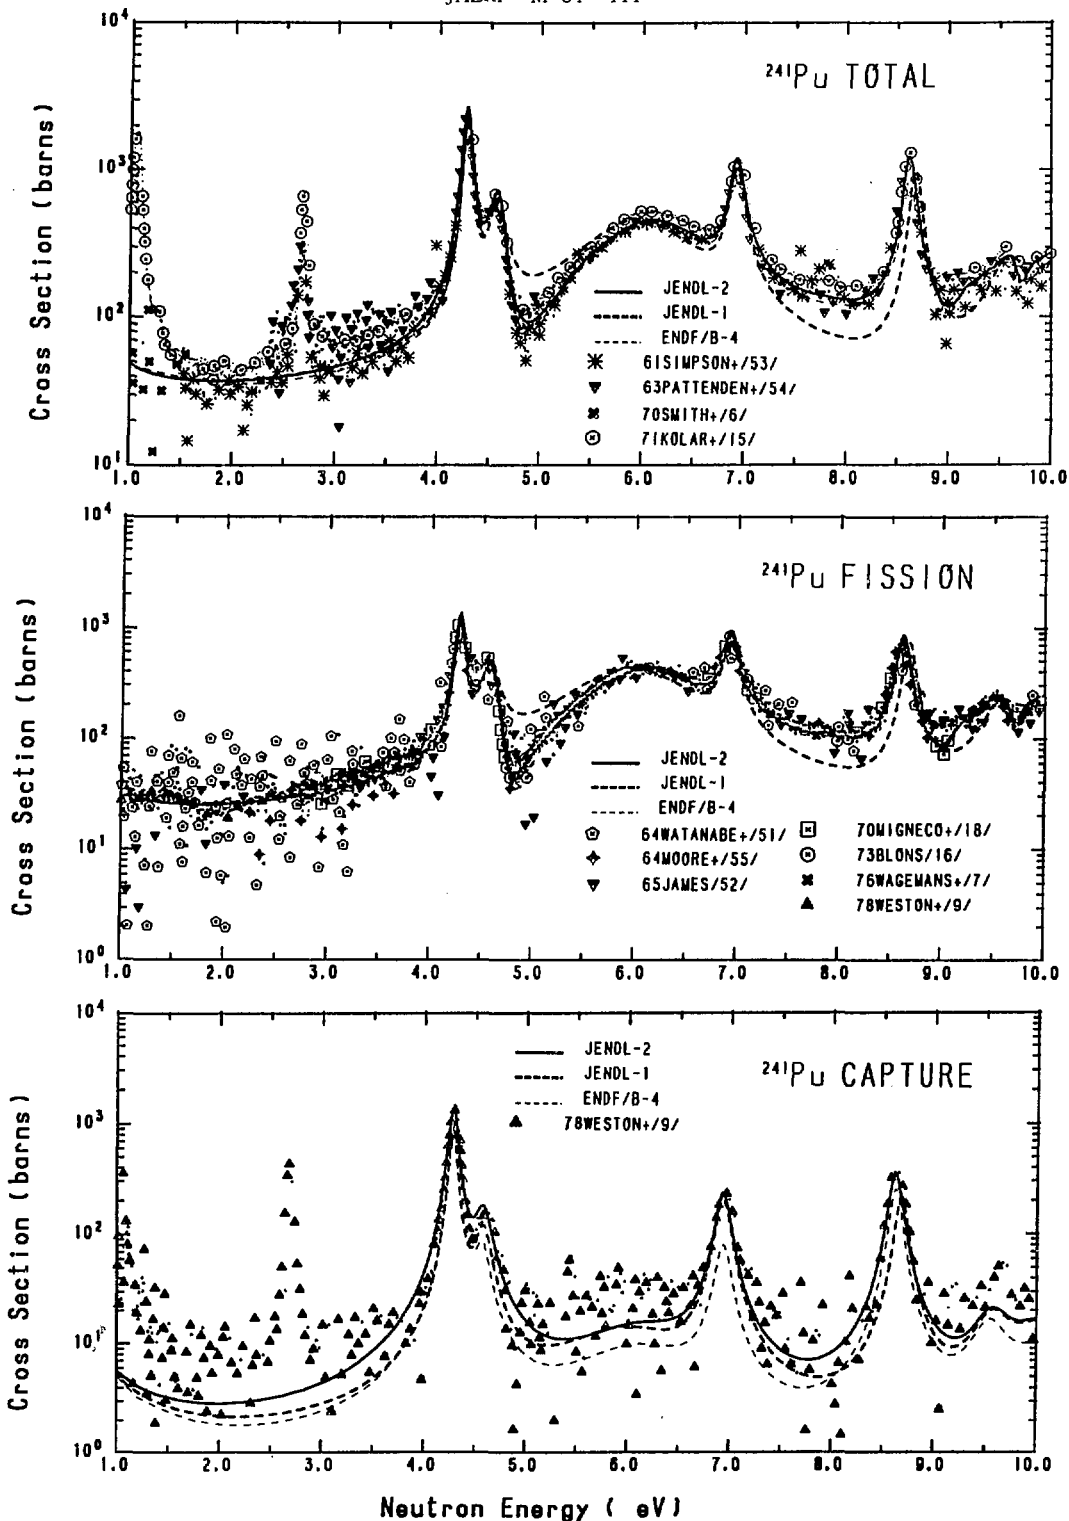 10⁴
10³
10²
10¹
Cross Section (barns)
²⁴¹Pu TOTAL
JENDL-2
JENDL-1
ENDF/B-4
61SIMPSON+/53/
63PATTENDEN+/54/
70SMITH+/6/
71KOLAR+/15/
1.0 2.0 3.0 4.0 5.0 6.0 7.0 8.0 9.0 10.0
10⁴
10³
10²
10¹
10⁰
Cross Section (barns)
²⁴¹Pu FISSION
JENDL-2
JENDL-1
ENDF/B-4
64WATANABE+/51/
64MOORE+/55/
65JAMES/52/
70MIGNECO+/18/
73BLONS/16/
76WAGEMANS+/7/
78WESTON+/9/
1.0 2.0 3.0 4.0 5.0 6.0 7.0 8.0 9.0 10.0
10⁴
10³
10²
10¹
10⁰
Cross Section (barns)
²⁴¹Pu CAPTURE
JENDL-2
JENDL-1
ENDF/B-4
78WESTON+/9/
1.0 2.0 3.0 4.0 5.0 6.0 7.0 8.0 9.0 10.0
Neutron Energy ( eV)